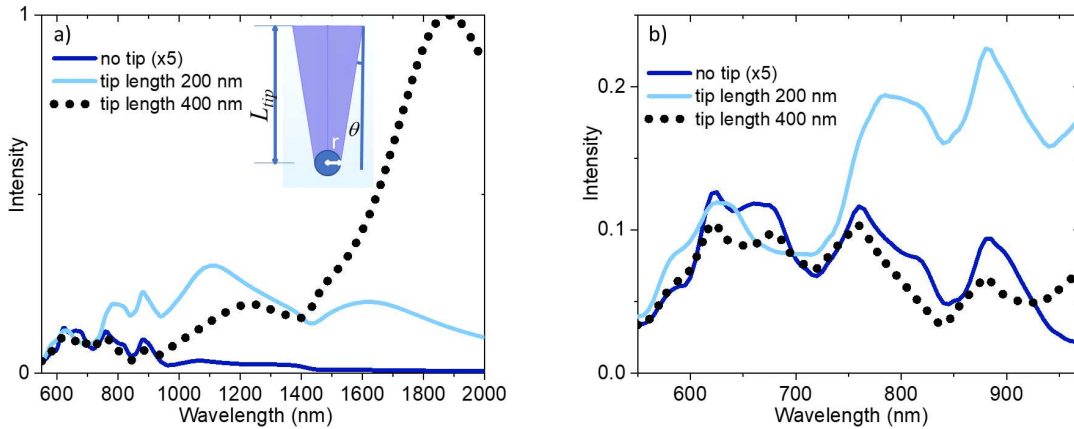 a)
no tip (x5)
tip length 200 nm
tip length 400 nm
L_tip
θ
r
Intensity
1
0
600 800 1000 1200 1400 1600 1800 2000
Wavelength (nm)
b)
no tip (x5)
tip length 200 nm
tip length 400 nm
Intensity
0.2
0.1
0.0
600 700 800 900
Wavelength (nm)